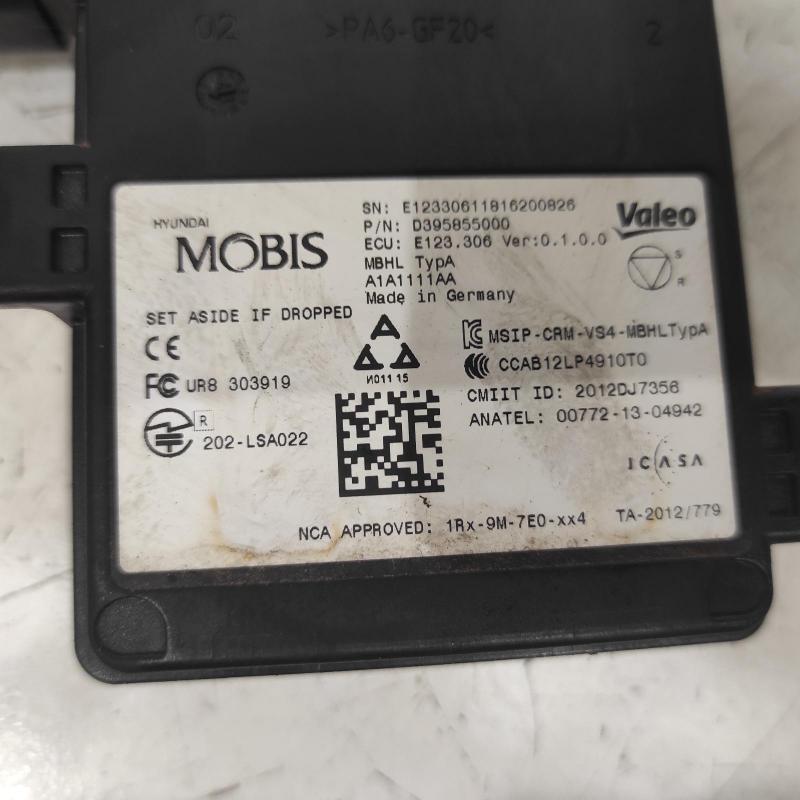 02 >PA6-GF20< 2
HYUNDAI
MOBIS
SN: E12330611816200826
P/N: D395855000
ECU: E123.306 Ver:0.1.0.0
MBHL TypA
A1A1111AA
Made in Germany
Valeo
S
R
SET ASIDE IF DROPPED
CE
FC UR8 303919
R
202-LSA022
A
N011 15
MSIP-CRM-VS4-MBHLTypA
CCAB12LP4910T0
CMIIT ID: 2012DJ7356
ANATEL: 00772-13-04942
ICASA
NCA APPROVED: 1Rx-9M-7E0-xx4
TA-2012/779